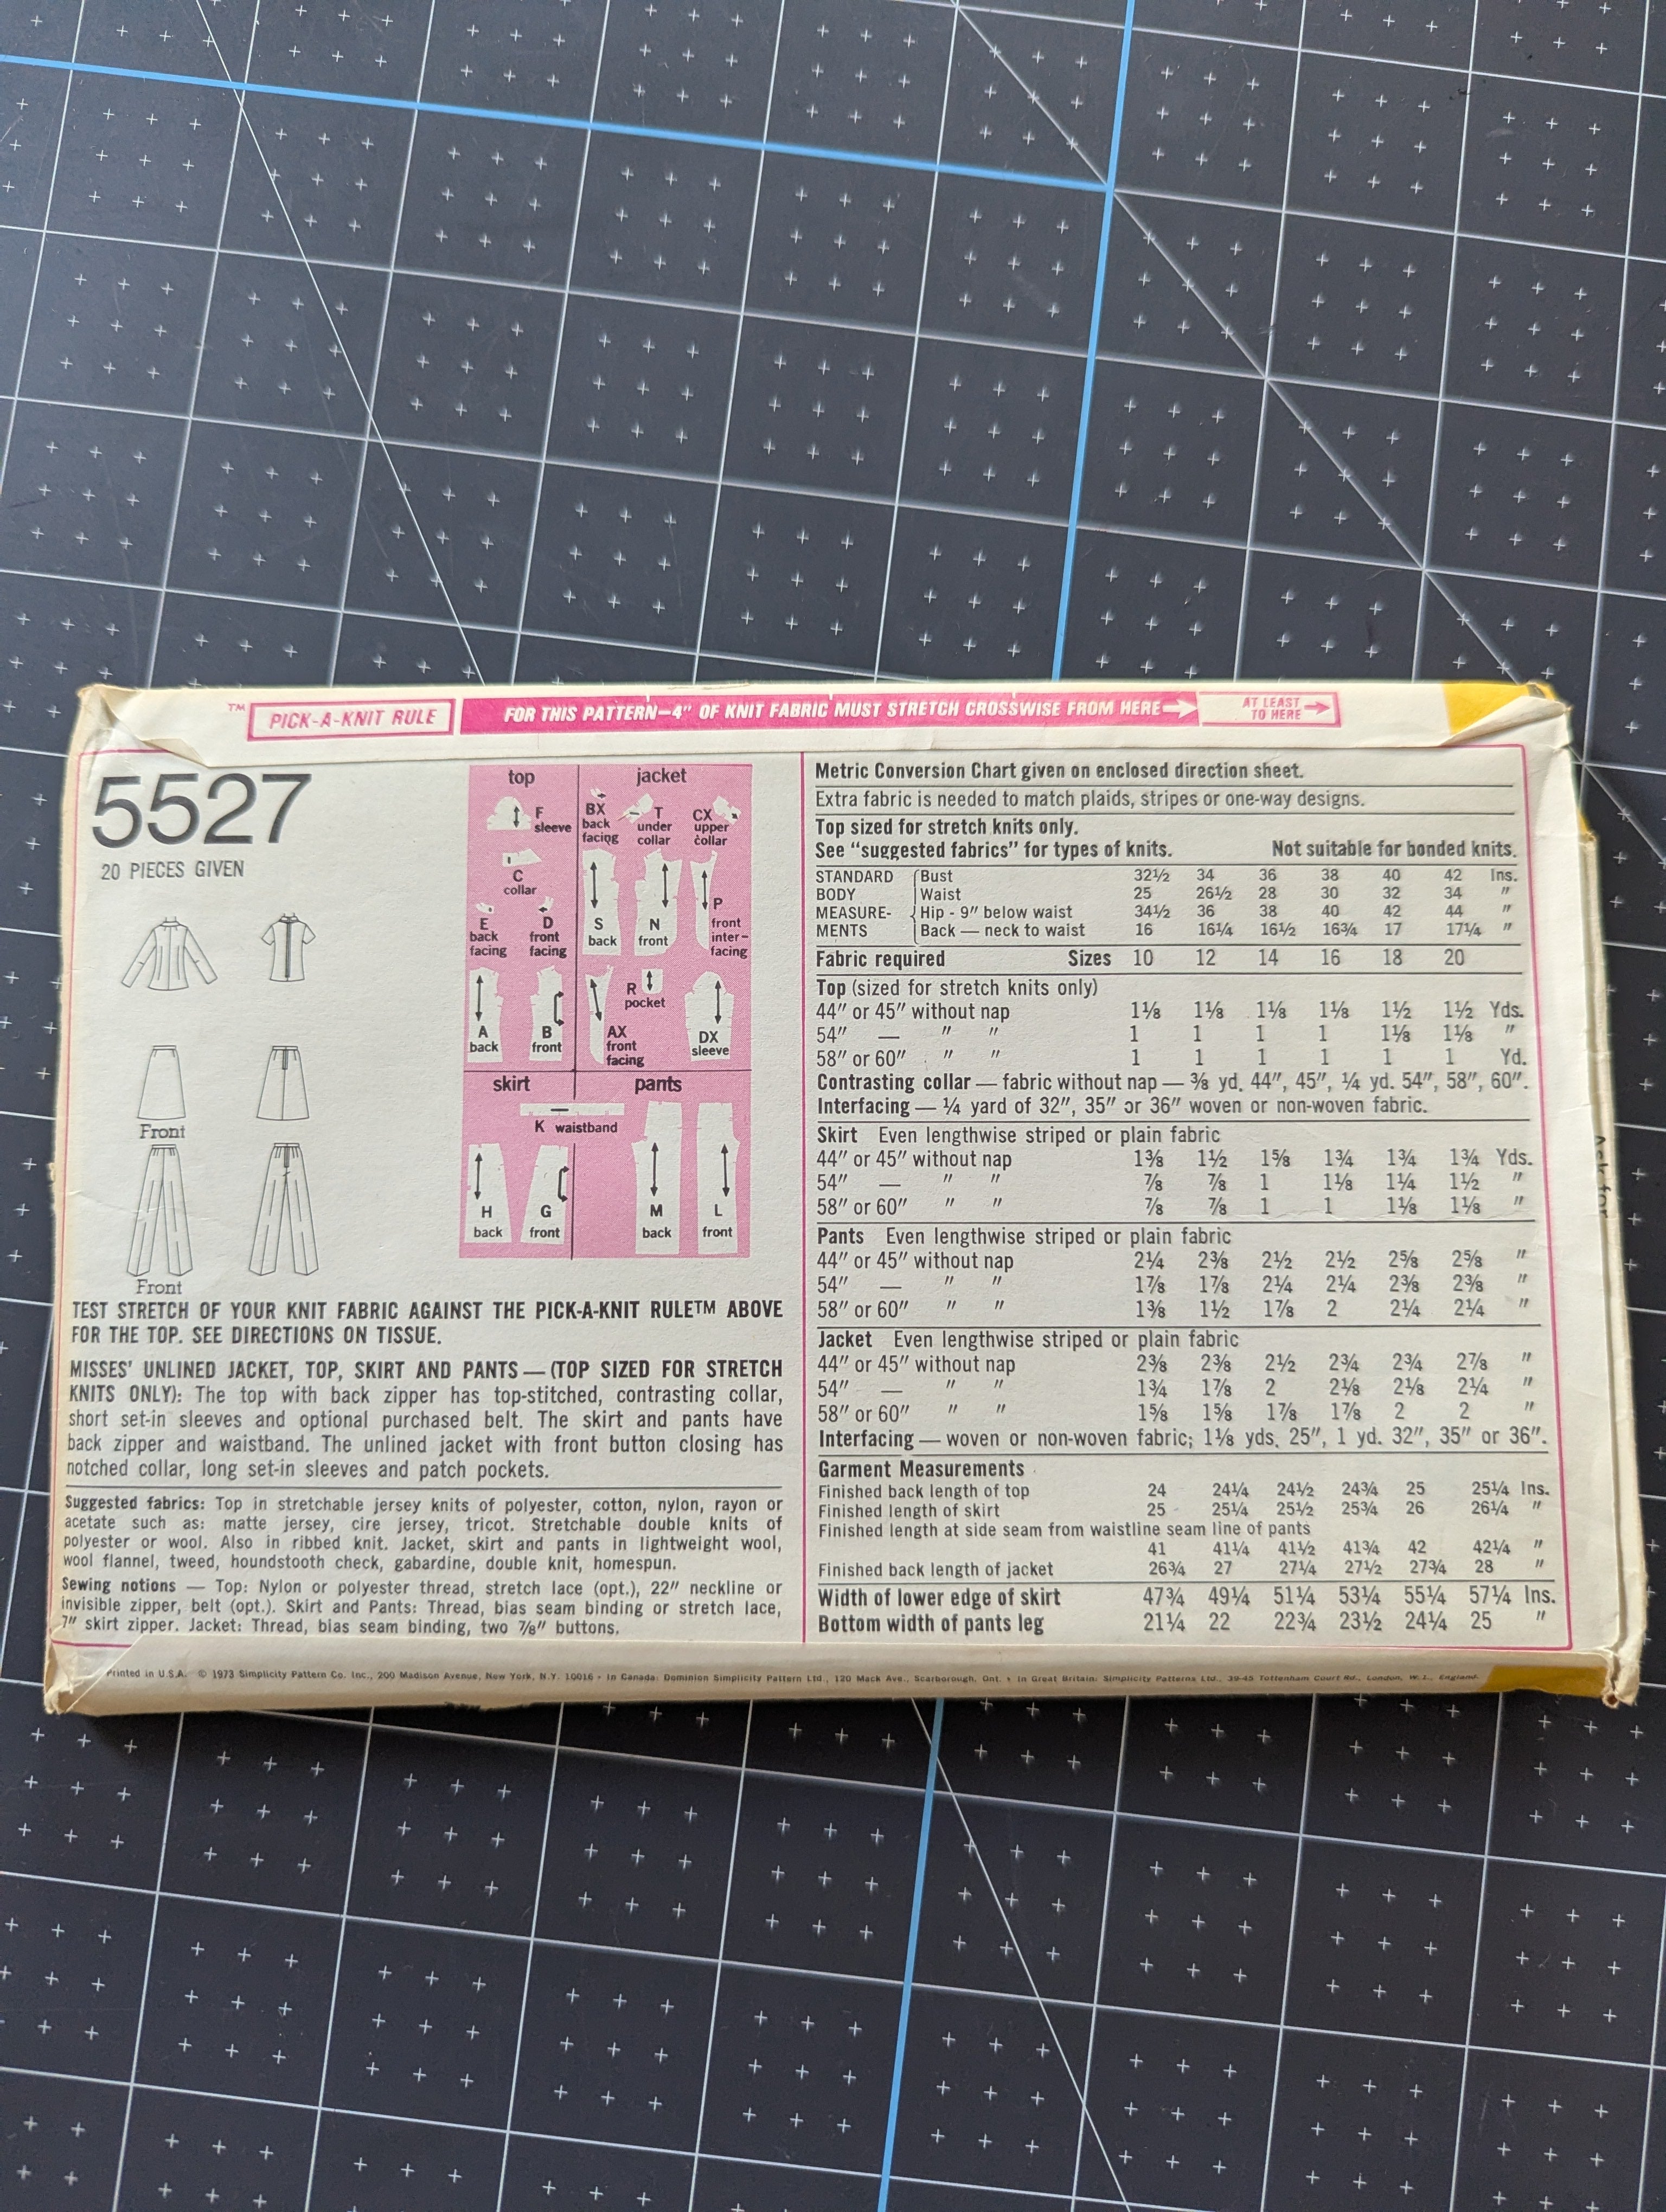 ™ PICK-A-KNIT RULE FOR THIS PATTERN—4" OF KNIT FABRIC MUST STRETCH CROSSWISE FROM HERE AT LEAST
TO HERE
5527
20 PIECES GIVEN
Front
Front
top
F
sleeve
C
collar
E
back
facing
D
front
facing
A
back
B
front
jacket
BX
back
facing
T
under
collar
CX
upper
collar
S
back
N
front
P
front
inter-
facing
R
pocket
AX
front
facing
DX
sleeve
skirt
pants
K waistband
H
back
G
front
M
back
L
front
TEST STRETCH OF YOUR KNIT FABRIC AGAINST THE PICK-A-KNIT RULE™ ABOVE
FOR THE TOP. SEE DIRECTIONS ON TISSUE.
MISSES' UNLINED JACKET, TOP, SKIRT AND PANTS — (TOP SIZED FOR STRETCH
KNITS ONLY): The top with back zipper has top-stitched, contrasting collar,
short set-in sleeves and optional purchased belt. The skirt and pants have
back zipper and waistband. The unlined jacket with front button closing has
notched collar, long set-in sleeves and patch pockets.
Suggested fabrics: Top in stretchable jersey knits of polyester, cotton, nylon, rayon or
acetate such as: matte jersey, cire jersey, tricot. Stretchable double knits of
polyester or wool. Also in ribbed knit. Jacket, skirt and pants in lightweight wool,
wool flannel, tweed, houndstooth check, gabardine, double knit, homespun.
Sewing notions — Top: Nylon or polyester thread, stretch lace (opt.), 22" neckline or
invisible zipper, belt (opt.). Skirt and Pants: Thread, bias seam binding or stretch lace,
7" skirt zipper. Jacket: Thread, bias seam binding, two 7/8" buttons.
Metric Conversion Chart given on enclosed direction sheet.
Extra fabric is needed to match plaids, stripes or one-way designs.
Top sized for stretch knits only.
See "suggested fabrics" for types of knits. Not suitable for bonded knits.
STANDARD Bust 32½ 34 36 38 40 42 Ins.
BODY Waist 25 26½ 28 30 32 34 "
MEASURE- Hip - 9" below waist 34½ 36 38 40 42 44 "
MENTS Back — neck to waist 16 16¼ 16½ 16¾ 17 17¼ "
Fabric required Sizes 10 12 14 16 18 20
Top (sized for stretch knits only)
44" or 45" without nap 1⅛ 1⅛ 1⅛ 1⅛ 1½ 1½ Yds.
54" — " " 1 1 1 1 1⅛ 1⅛ "
58" or 60" " " 1 1 1 1 1 1 Yd.
Contrasting collar — fabric without nap — ⅜ yd. 44", 45", ¼ yd. 54", 58", 60".
Interfacing — ¼ yard of 32", 35" or 36" woven or non-woven fabric.
Skirt Even lengthwise striped or plain fabric
44" or 45" without nap 1⅜ 1½ 1⅝ 1¾ 1¾ 1¾ Yds.
54" — " " ⅞ ⅞ 1 1⅛ 1¼ 1½ "
58" or 60" " " ⅞ ⅞ 1 1 1⅛ 1⅛ "
Pants Even lengthwise striped or plain fabric
44" or 45" without nap 2¼ 2⅜ 2½ 2½ 2⅝ 2⅝ "
54" — " " 1⅞ 1⅞ 2¼ 2¼ 2⅜ 2⅜ "
58" or 60" " " 1⅜ 1½ 1⅞ 2 2¼ 2¼ "
Jacket Even lengthwise striped or plain fabric
44" or 45" without nap 2⅜ 2⅜ 2½ 2¾ 2¾ 2⅞ "
54" — " " 1¾ 1⅞ 2 2⅛ 2⅛ 2¼ "
58" or 60" " " 1⅝ 1⅝ 1⅞ 1⅞ 2 2 "
Interfacing — woven or non-woven fabric; 1⅛ yds. 25", 1 yd. 32", 35" or 36".
Garment Measurements
Finished back length of top 24 24¼ 24½ 24¾ 25 25¼ Ins.
Finished length of skirt 25 25¼ 25½ 25¾ 26 26¼ "
Finished length at side seam from waistline seam line of pants
41 41¼ 41½ 41¾ 42 42¼ "
Finished back length of jacket 26¾ 27 27¼ 27½ 27¾ 28 "
Width of lower edge of skirt 47¾ 49¼ 51¼ 53¼ 55¼ 57¼ Ins.
Bottom width of pants leg 21¼ 22 22¾ 23½ 24¼ 25 "
Printed in U.S.A. © 1973 Simplicity Pattern Co. Inc., 200 Madison Avenue, New York, N.Y. 10016 • In Canada: Dominion Simplicity Pattern Ltd., 120 Mack Ave., Scarborough, Ont. • In Great Britain: Simplicity Patterns Ltd., 39-45 Tottenham Court Rd., London, W.1., England.